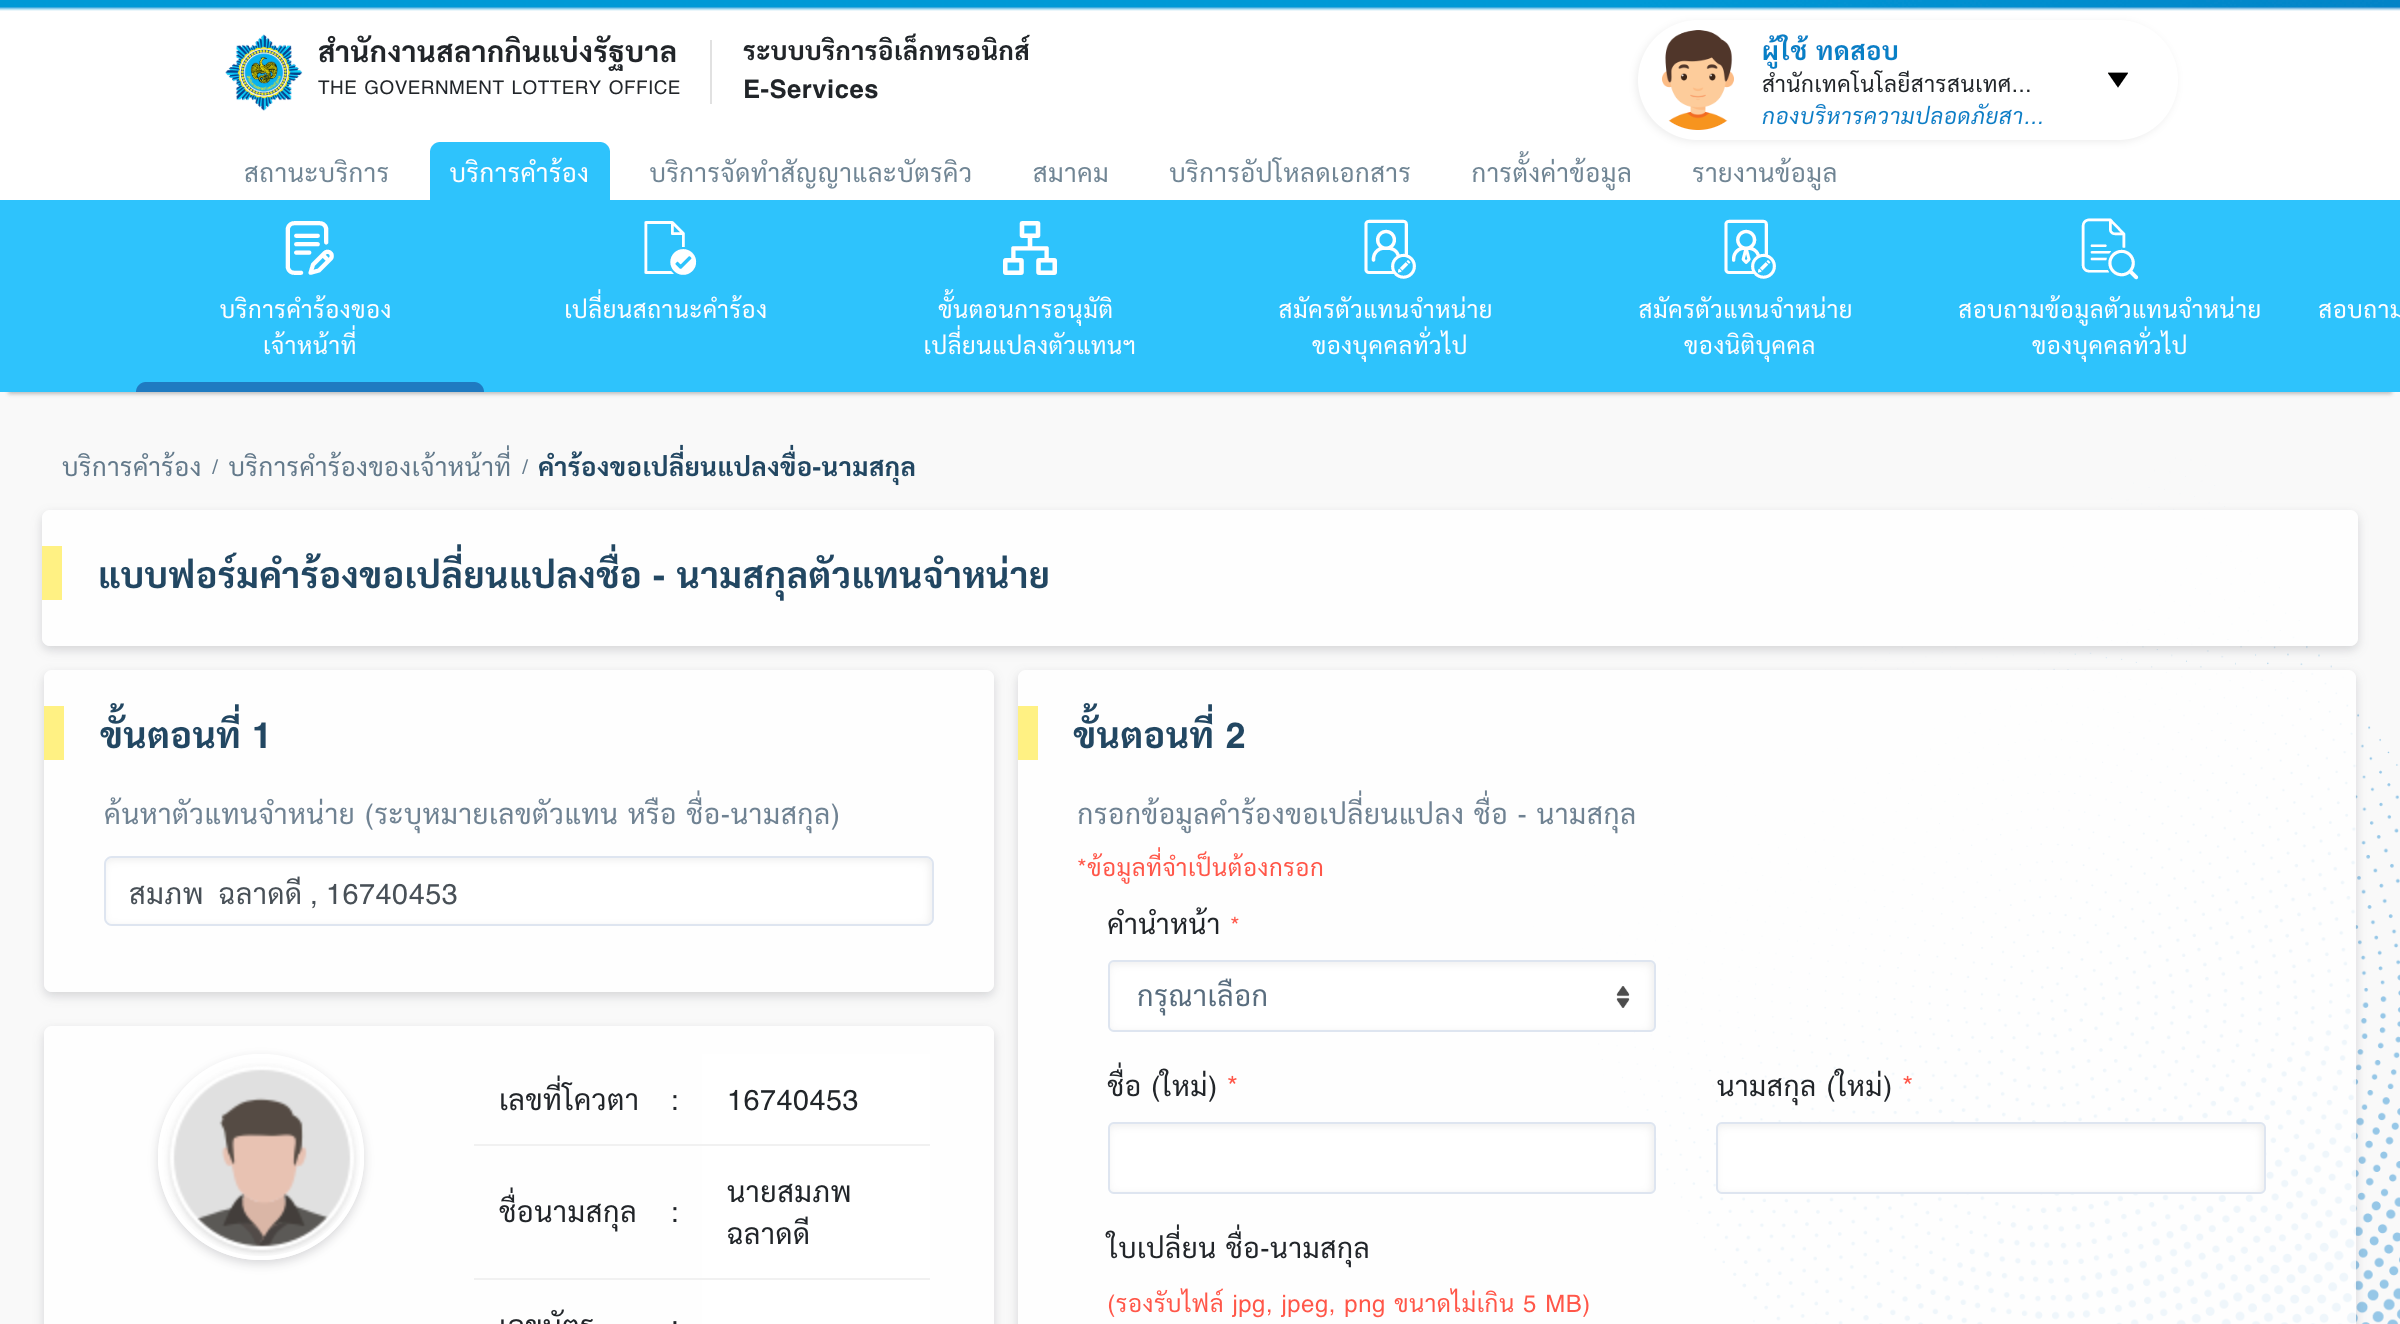 สำนักงานสลากกินแบ่งรัฐบาล
THE GOVERNMENT LOTTERY OFFICE
ระบบบริการอิเล็กทรอนิกส์
E-Services
ผู้ใช้ ทดสอบ
สำนักเทคโนโลยีสารสนเทศ...
กองบริหารความปลอดภัยสา...
สถานะบริการ
บริการคำร้อง
บริการจัดทำสัญญาและบัตรคิว
สมาคม
บริการอัปโหลดเอกสาร
การตั้งค่าข้อมูล
รายงานข้อมูล
บริการคำร้องของ
เจ้าหน้าที่
เปลี่ยนสถานะคำร้อง
ขั้นตอนการอนุมัติ
เปลี่ยนแปลงตัวแทนฯ
สมัครตัวแทนจำหน่าย
ของบุคคลทั่วไป
สมัครตัวแทนจำหน่าย
ของนิติบุคคล
สอบถามข้อมูลตัวแทนจำหน่าย
ของบุคคลทั่วไป
สอบถาม
บริการคำร้อง / บริการคำร้องของเจ้าหน้าที่ / คำร้องขอเปลี่ยนแปลงชื่อ-นามสกุล
แบบฟอร์มคำร้องขอเปลี่ยนแปลงชื่อ - นามสกุลตัวแทนจำหน่าย
ขั้นตอนที่ 1
ค้นหาตัวแทนจำหน่าย (ระบุหมายเลขตัวแทน หรือ ชื่อ-นามสกุล)
สมภพ ฉลาดดี , 16740453
เลขที่โควตา : 16740453
ชื่อนามสกุล : นายสมภพ
ฉลาดดี
เลขบัตร :
ขั้นตอนที่ 2
กรอกข้อมูลคำร้องขอเปลี่ยนแปลง ชื่อ - นามสกุล
*ข้อมูลที่จำเป็นต้องกรอก
คำนำหน้า *
กรุณาเลือก
ชื่อ (ใหม่) *
นามสกุล (ใหม่) *
ใบเปลี่ยน ชื่อ-นามสกุล
(รองรับไฟล์ jpg, jpeg, png ขนาดไม่เกิน 5 MB)